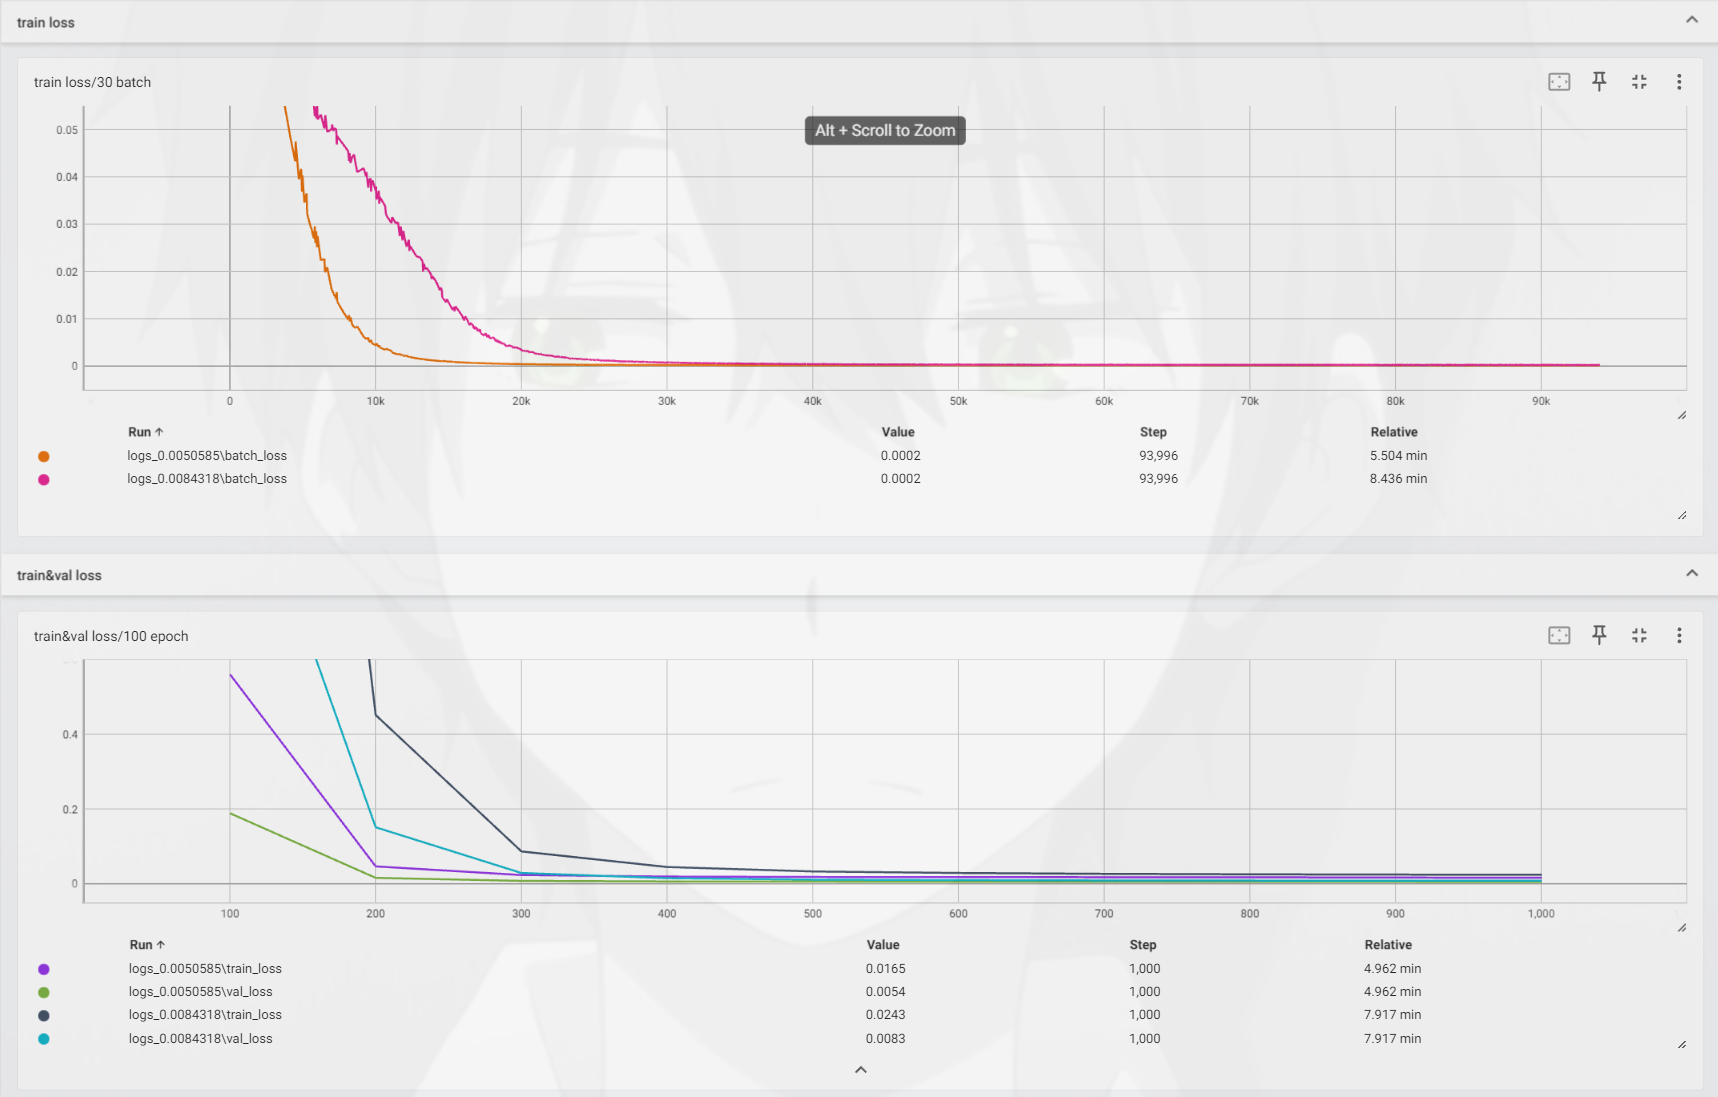 train loss
train loss/30 batch
Alt + Scroll to Zoom
0.05
0.04
0.03
0.02
0.01
0
0 10k 20k 30k 40k 50k 60k 70k 80k 90k
Run Value Step Relative
logs_0.0050585\batch_loss 0.0002 93,996 5.504 min
logs_0.0084318\batch_loss 0.0002 93,996 8.436 min
train&val loss
train&val loss/100 epoch
0.4
0.2
0
100 200 300 400 500 600 700 800 900 1,000
Run Value Step Relative
logs_0.0050585\train_loss 0.0165 1,000 4.962 min
logs_0.0050585\val_loss 0.0054 1,000 4.962 min
logs_0.0084318\train_loss 0.0243 1,000 7.917 min
logs_0.0084318\val_loss 0.0083 1,000 7.917 min